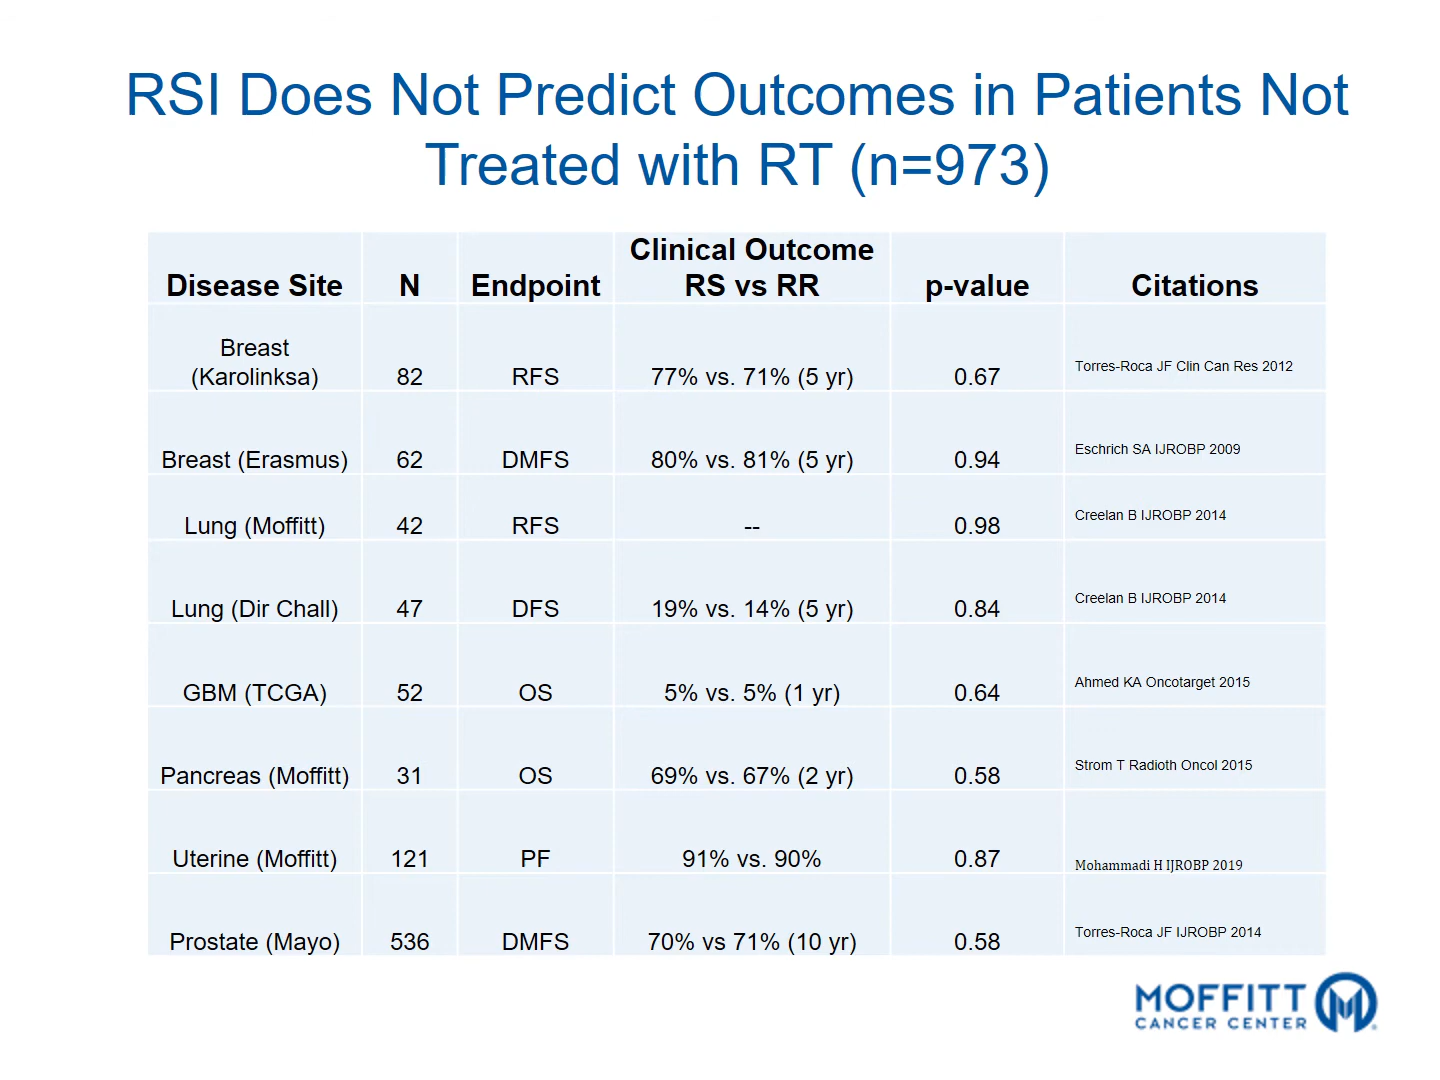 RSI Does Not Predict Outcomes in Patients Not
Treated with RT (n=973)
Disease Site N Endpoint Clinical Outcome RS vs RR p-value Citations
Breast (Karolinksa) 82 RFS 77% vs. 71% (5 yr) 0.67 Torres-Roca JF Clin Can Res 2012
Breast (Erasmus) 62 DMFS 80% vs. 81% (5 yr) 0.94 Eschrich SA IJROBP 2009
Lung (Moffitt) 42 RFS -- 0.98 Creelan B IJROBP 2014
Lung (Dir Chall) 47 DFS 19% vs. 14% (5 yr) 0.84 Creelan B IJROBP 2014
GBM (TCGA) 52 OS 5% vs. 5% (1 yr) 0.64 Ahmed KA Oncotarget 2015
Pancreas (Moffitt) 31 OS 69% vs. 67% (2 yr) 0.58 Strom T Radioth Oncol 2015
Uterine (Moffitt) 121 PF 91% vs. 90% 0.87 Mohammadi H IJROBP 2019
Prostate (Mayo) 536 DMFS 70% vs 71% (10 yr) 0.58 Torres-Roca JF IJROBP 2014
MOFFITT
CANCER CENTER